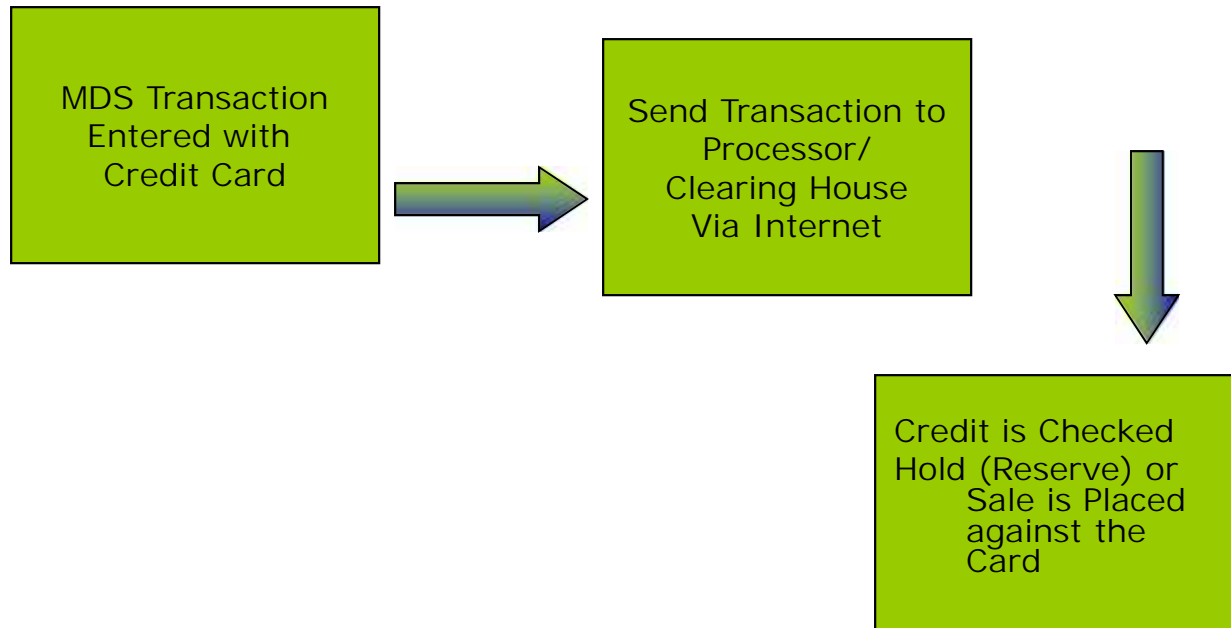 MDS Transaction
Entered with
Credit Card
Send Transaction to
Processor/
Clearing House
Via Internet
Credit is Checked
Hold (Reserve) or
Sale is Placed
against the
Card